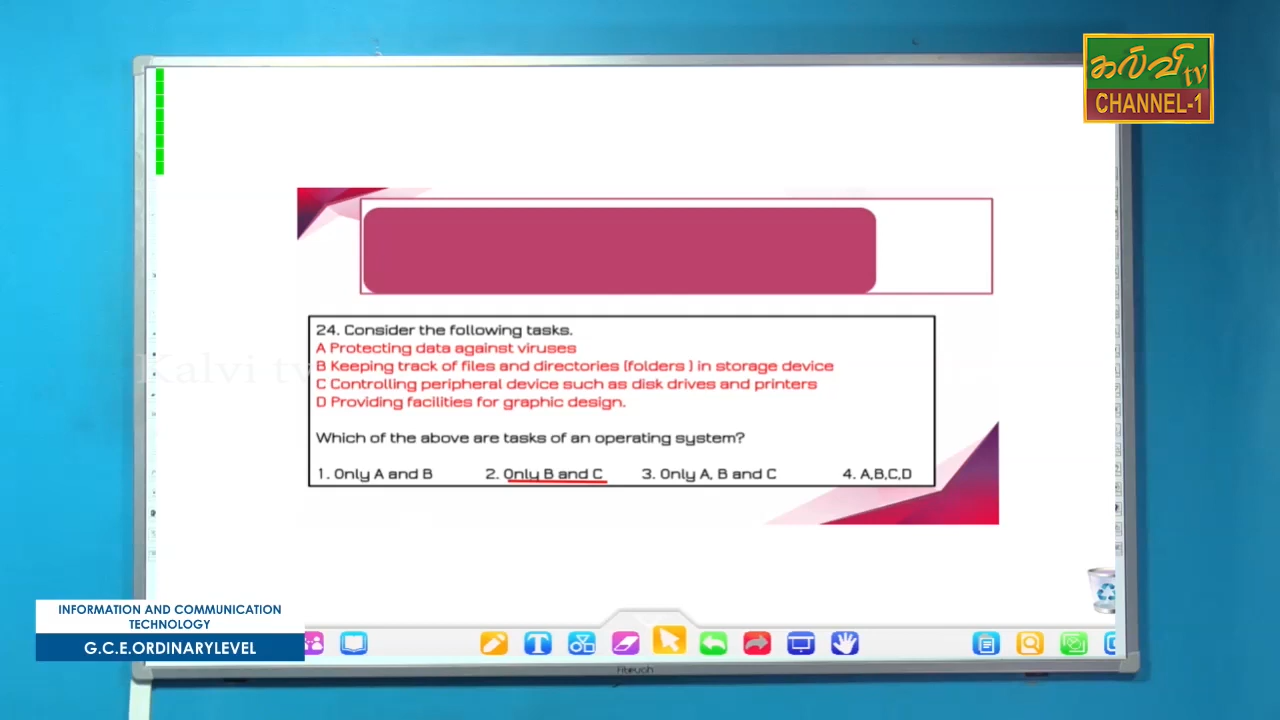 கல்வி tv
CHANNEL-1
24. Consider the following tasks.
A Protecting data against viruses
B Keeping track of files and directories (folders ) in storage device
C Controlling peripheral device such as disk drives and printers
D Providing facilities for graphic design.
Which of the above are tasks of an operating system?
1. Only A and B 2. Only B and C 3. Only A, B and C 4. A,B,C,D
Kalvi tv
INFORMATION AND COMMUNICATION
TECHNOLOGY
G.C.E.ORDINARYLEVEL